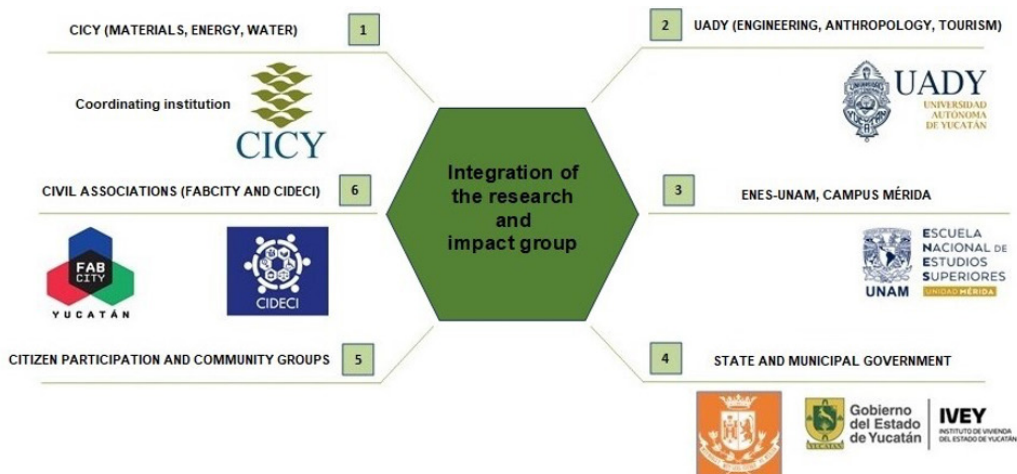 CICY (MATERIALS, ENERGY, WATER)
1
Coordinating institution
CICY
2
UADY (ENGINEERING, ANTHROPOLOGY, TOURISM)
UADY
UNIVERSIDAD
AUTÓNOMA
DE YUCATÁN
Integration of
the research
and
impact group
CIVIL ASSOCIATIONS (FABCITY AND CIDECI)
6
FAB
CITY
YUCATÁN
CIDECI
3
ENES-UNAM, CAMPUS MÉRIDA
UNAM
ESCUELA
NACIONAL DE
ESTUDIOS
SUPERIORES
UNIDAD MÉRIDA
CITIZEN PARTICIPATION AND COMMUNITY GROUPS
5
4
STATE AND MUNICIPAL GOVERNMENT
YUCATÁN
Gobierno
del Estado
de Yucatán
IVEY
INSTITUTO DE VIVIENDA
DEL ESTADO DE YUCATÁN